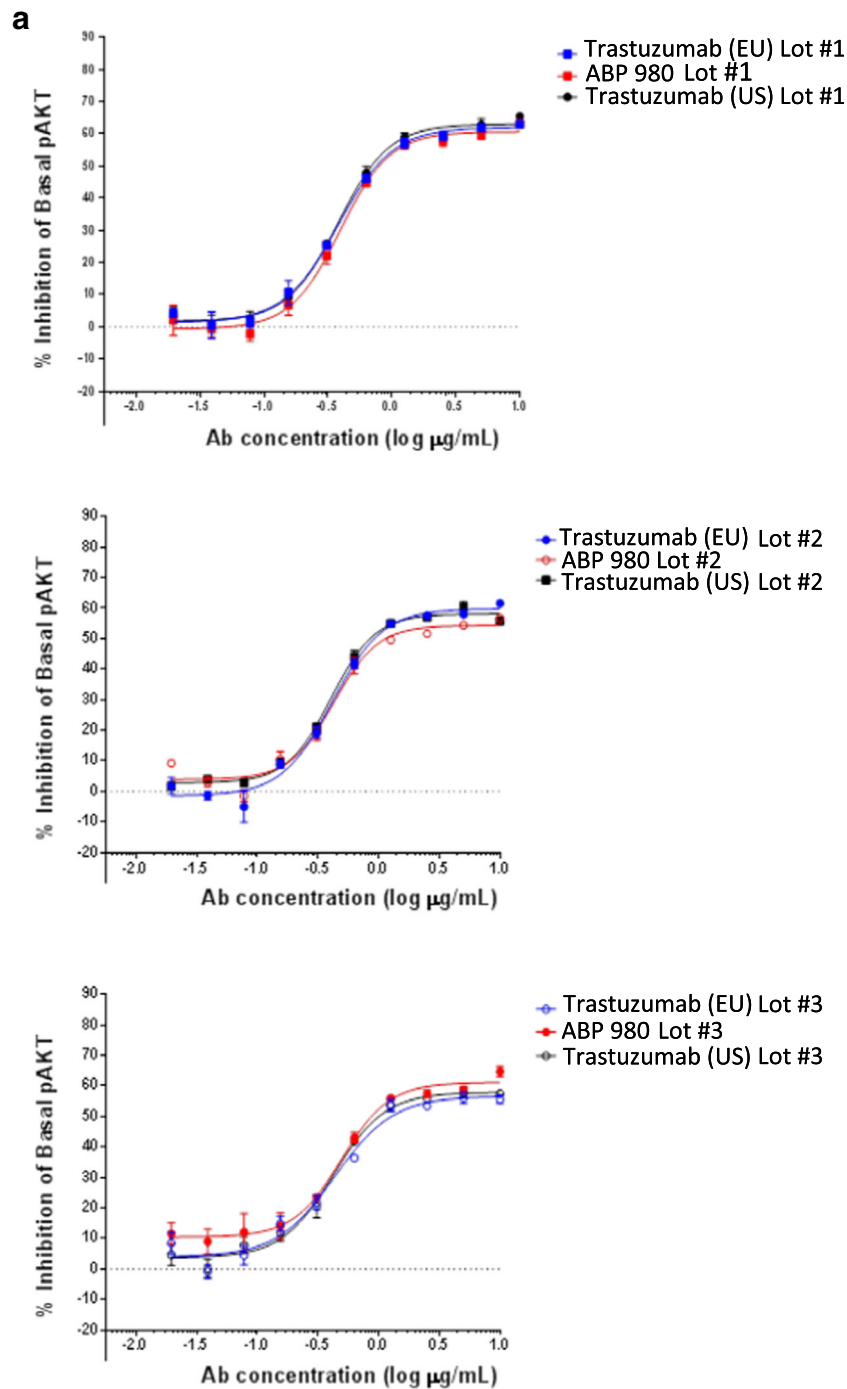 a
90
80
70
60
50
40
30
20
10
0
-10
-20
% Inhibition of Basal pAKT
-2.0 -1.5 -1.0 -0.5 0.0 0.5 1.0
Ab concentration (log µg/mL)
Trastuzumab (EU) Lot #1
ABP 980 Lot #1
Trastuzumab (US) Lot #1
90
80
70
60
50
40
30
20
10
0
-10
-20
% Inhibition of Basal pAKT
-2.0 -1.5 -1.0 -0.5 0.0 0.5 1.0
Ab concentration (log µg/mL)
Trastuzumab (EU) Lot #2
ABP 980 Lot #2
Trastuzumab (US) Lot #2
90
80
70
60
50
40
30
20
10
0
-10
-20
% Inhibition of Basal pAKT
-2.0 -1.5 -1.0 -0.5 0.0 0.5 1.0
Ab concentration (log µg/mL)
Trastuzumab (EU) Lot #3
ABP 980 Lot #3
Trastuzumab (US) Lot #3